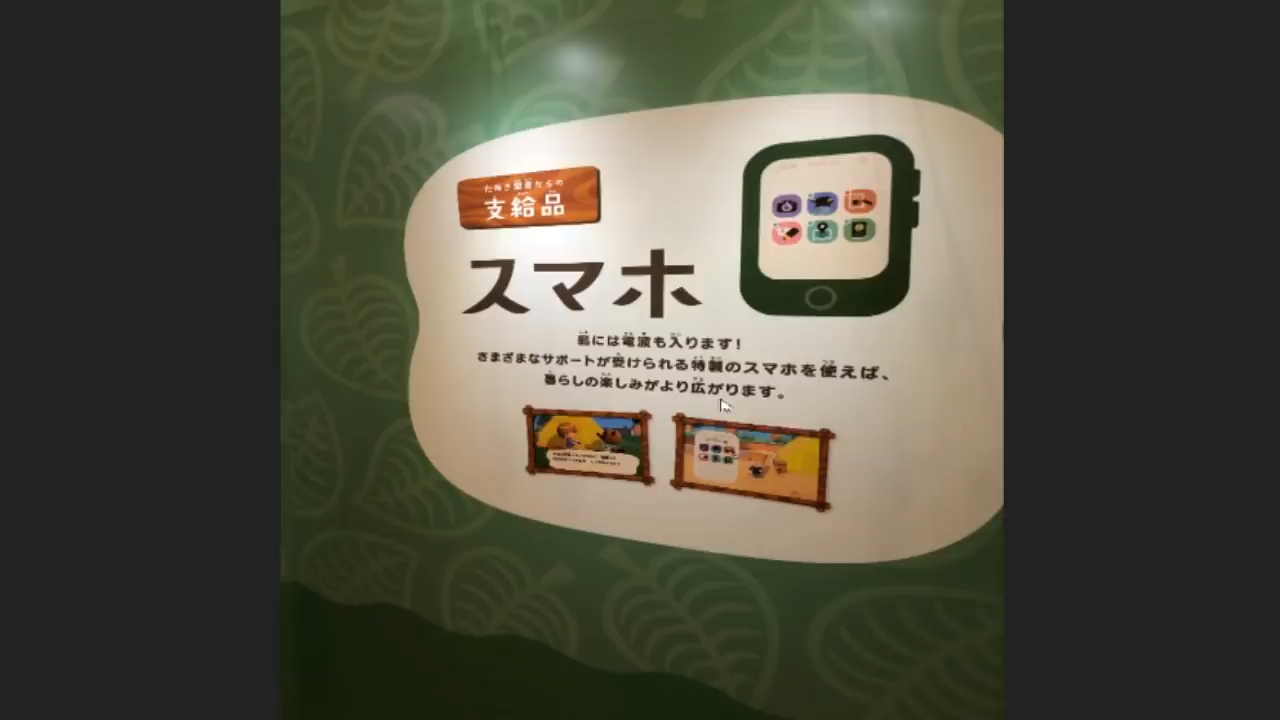 たぬき開発からの
支給品
スマホ
島には電波も入ります!
さまざまなサポートが受けられる特製のスマホを使えば、
暮らしの楽しみがより広がります。